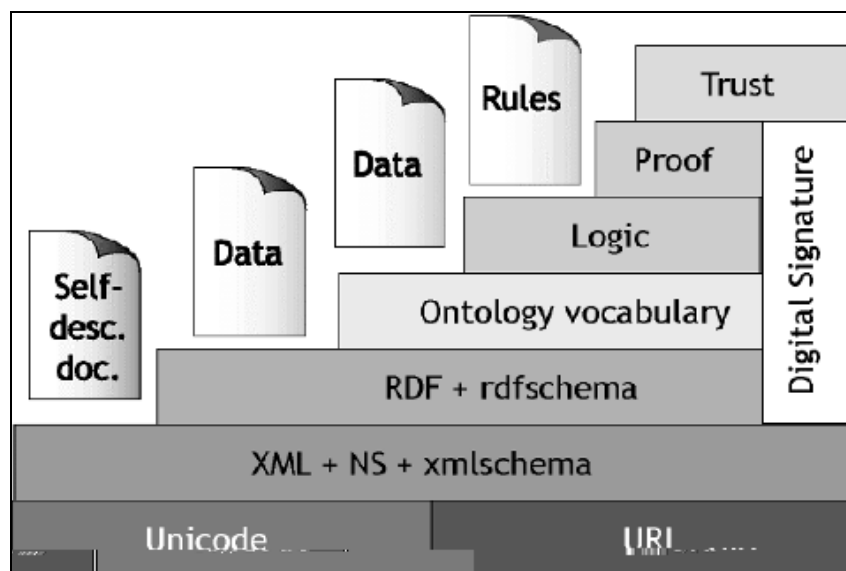 Rules
Trust
Data
Proof
Data
Logic
Self-
desc.
doc.
Ontology vocabulary
Digital Signature
RDF + rdfschema
XML + NS + xmlschema
Unicode
URI